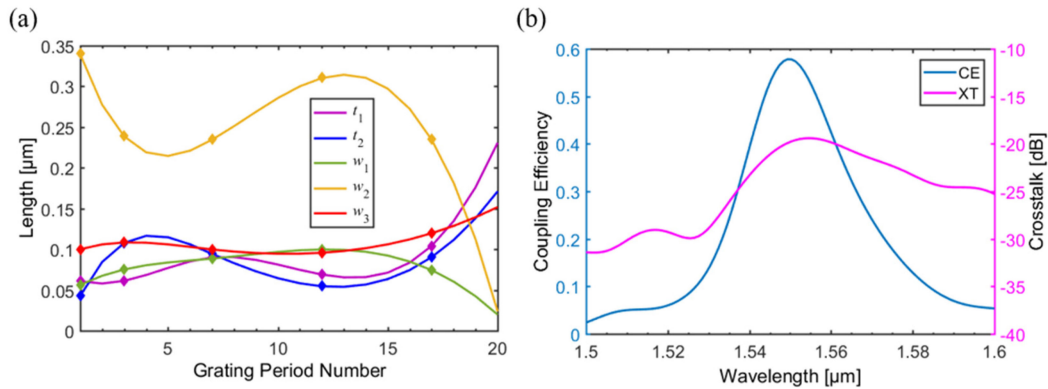 (a)
Length [µm]
0.35
0.3
0.25
0.2
0.15
0.1
0.05
0
5
10
15
20
Grating Period Number
t1
t2
w1
w2
w3
(b)
Coupling Efficiency
0.6
0.5
0.4
0.3
0.2
0.1
0
1.5
1.52
1.54
1.56
1.58
1.6
Wavelength [µm]
CE
XT
-10
-15
-20
-25
-30
-35
-40
Crosstalk [dB]